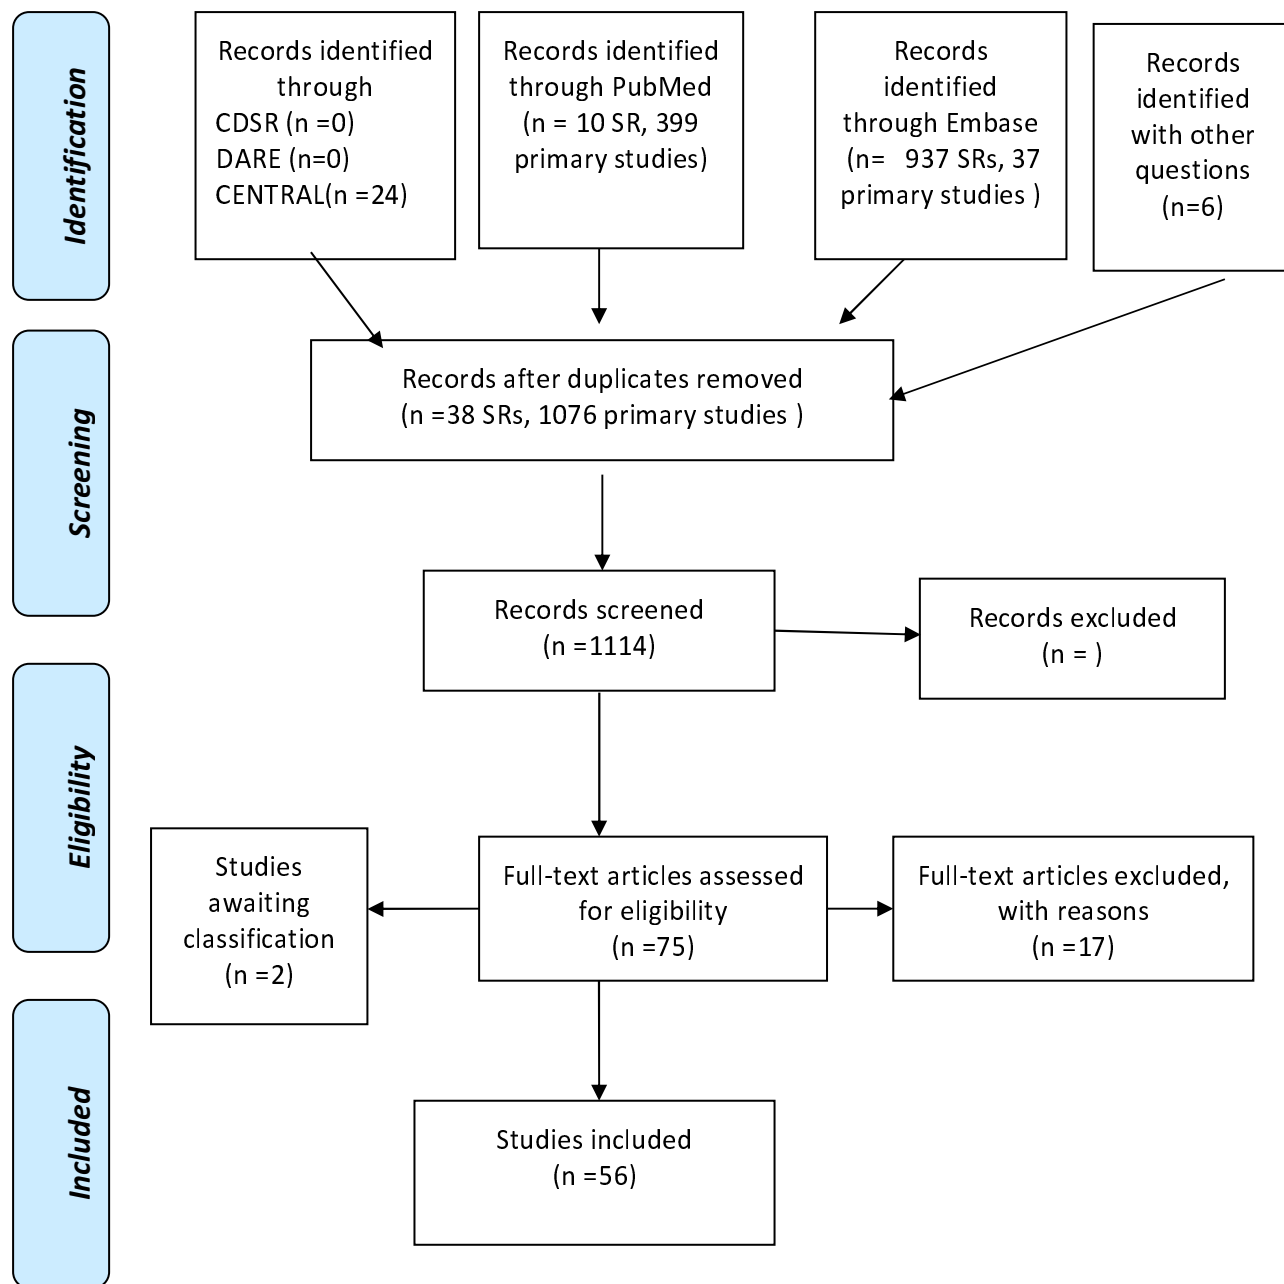 Identification
Records identified
through
CDSR (n =0)
DARE (n=0)
CENTRAL(n =24)
Records identified
through PubMed
(n = 10 SR, 399
primary studies)
Records
identified
through Embase
(n= 937 SRs, 37
primary studies )
Records
identified
with other
questions
(n=6)
Screening
Records after duplicates removed
(n =38 SRs, 1076 primary studies )
Records screened
(n =1114)
Records excluded
(n = )
Eligibility
Studies
awaiting
classification
(n =2)
Full-text articles assessed
for eligibility
(n =75)
Full-text articles excluded,
with reasons
(n =17)
Included
Studies included
(n =56)